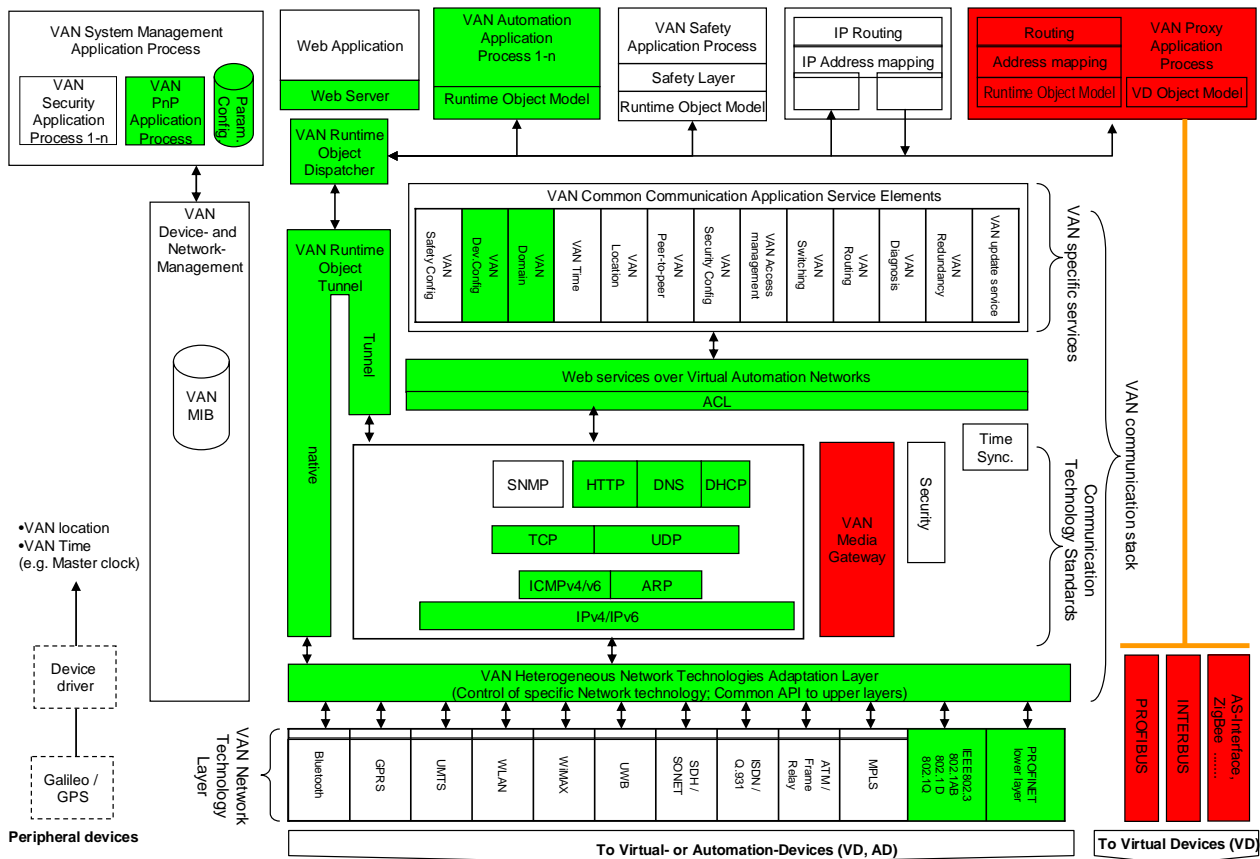 VAN System Management
Application Process
VAN
Security
Application
Process 1-n
VAN
PnP
Application
Process
Param.
Config
Web Application
Web Server
VAN Automation
Application
Process 1-n
Runtime Object Model
VAN Safety
Application Process
Safety Layer
Runtime Object Model
IP Routing
IP Address mapping
Routing
Address mapping
Runtime Object Model
VAN Proxy
Application
Process
VD Object Model
VAN Runtime
Object
Dispatcher
VAN
Device- and
Network-
Management
VAN
MIB
VAN Runtime
Object
Tunnel
Tunnel
native
VAN Common Communication Application Service Elements
VAN
Safety Config
VAN
Dev.Config
VAN
Domain
VAN Time
VAN
Location
VAN
Peer-to-peer
VAN
Security Config
VAN Access
management
VAN
Switching
VAN
Routing
VAN
Diagnosis
VAN
Redundancy
VAN update service
VAN specific services
Web services over Virtual Automation Networks
ACL
SNMP
HTTP
DNS
DHCP
TCP
UDP
ICMPv4/v6
ARP
IPv4/IPv6
VAN
Media
Gateway
Security
Time
Sync.
Communication
Technology Standards
VAN communication stack
•VAN location
•VAN Time
(e.g. Master clock)
Device
driver
Galileo /
GPS
Peripheral devices
VAN Heterogeneous Network Technologies Adaptation Layer
(Control of specific Network technology; Common API to upper layers)
VAN Network
Technology
Layer
Bluetooth
GPRS
UMTS
WLAN
WiMAX
UWB
SDH /
SONET
ISDN /
Q.931
ATM /
Frame
Relay
MPLS
IEEE802.3
802.1AB
802.1 D
802.1Q
PROFINET
lower layer
PROFIBUS
INTERBUS
AS-Interface,
ZigBee ........
To Virtual- or Automation-Devices (VD, AD)
To Virtual Devices (VD)